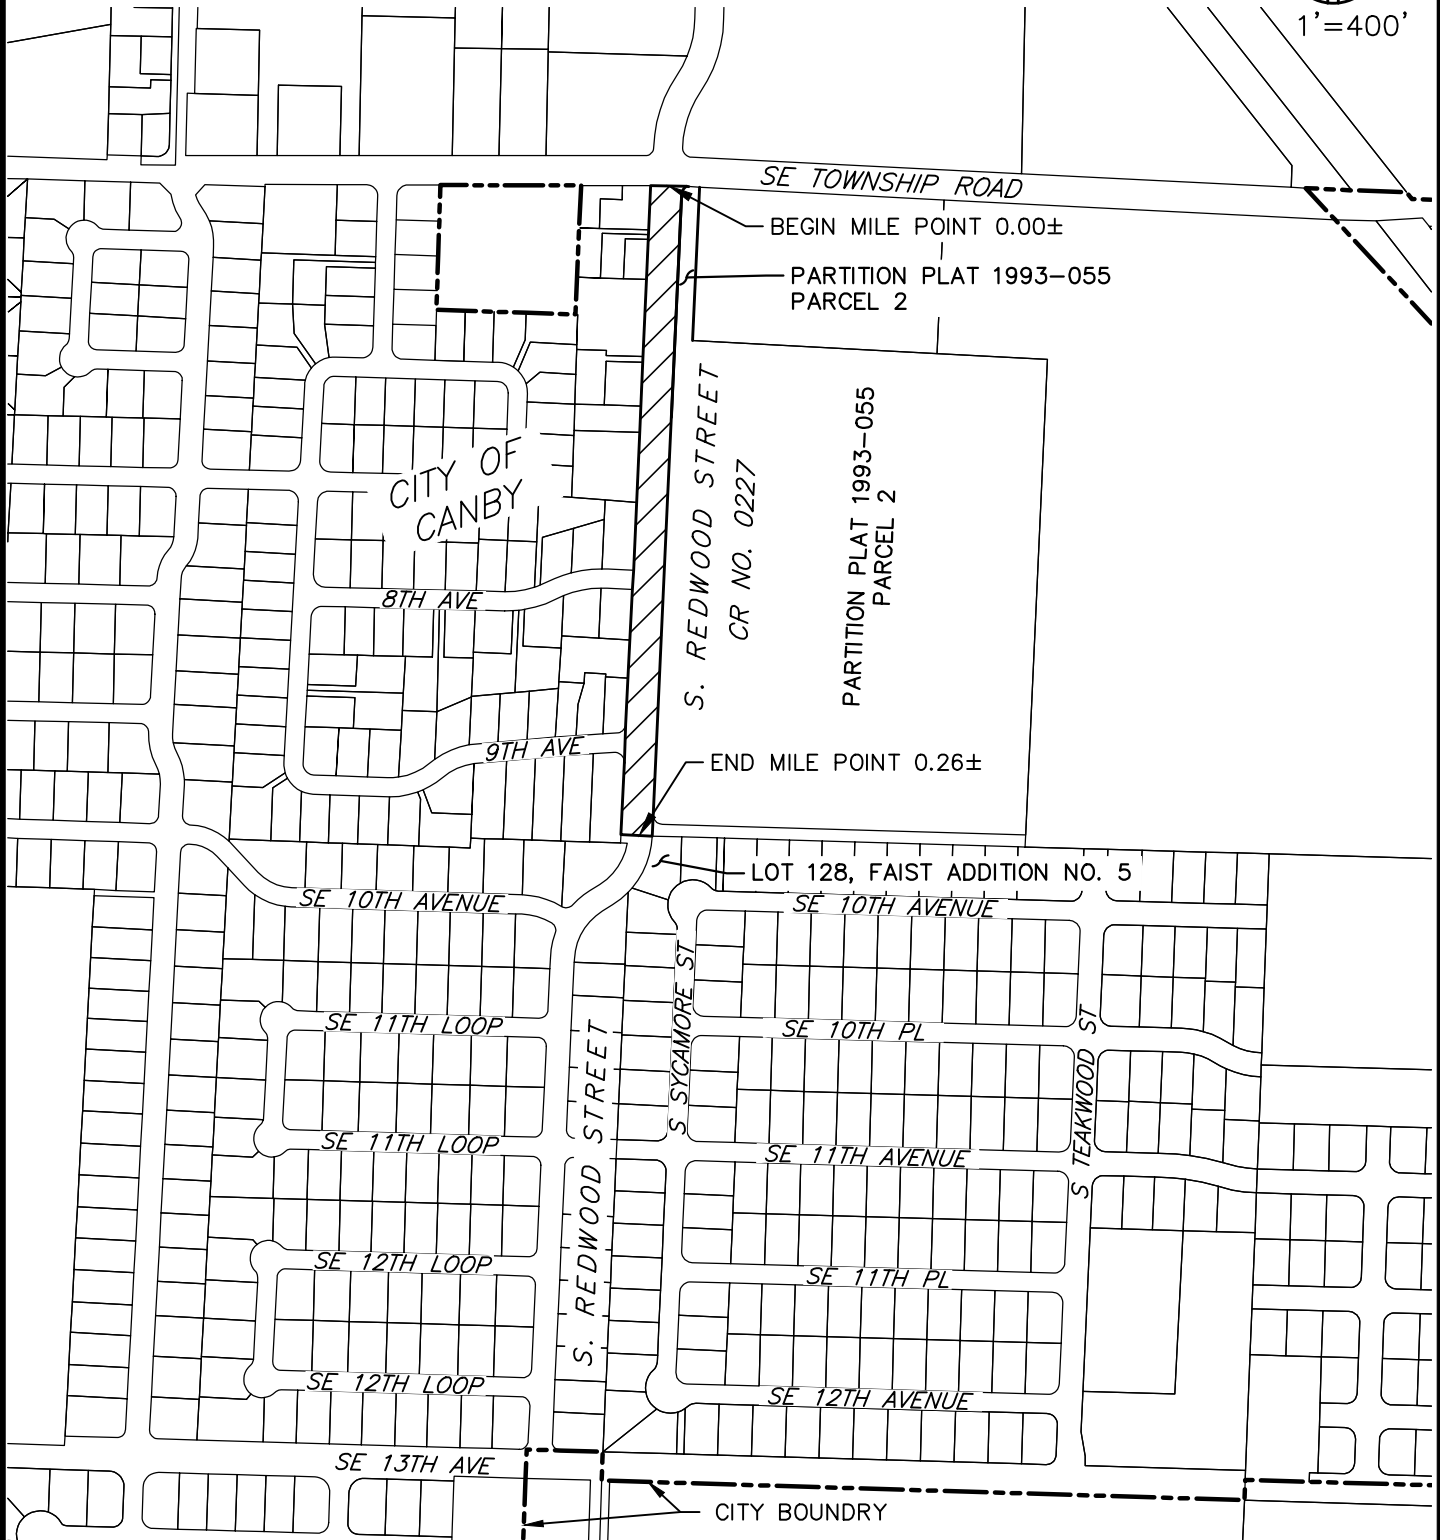 1'=400'
SE TOWNSHIP ROAD
BEGIN MILE POINT 0.00±
PARTITION PLAT 1993-055
PARCEL 2
S. REDWOOD STREET
CR NO. 0227
PARTITION PLAT 1993-055
PARCEL 2
CITY OF
CANBY
8TH AVE
9TH AVE
END MILE POINT 0.26±
LOT 128, FAIST ADDITION NO. 5
SE 10TH AVENUE
SE 10TH AVENUE
S SYCAMORE ST
SE 11TH LOOP
SE 10TH PL
S TEAKWOOD ST
S. REDWOOD STREET
SE 11TH LOOP
SE 11TH AVENUE
SE 12TH LOOP
SE 11TH PL
SE 12TH LOOP
SE 12TH AVENUE
SE 13TH AVE
CITY BOUNDRY